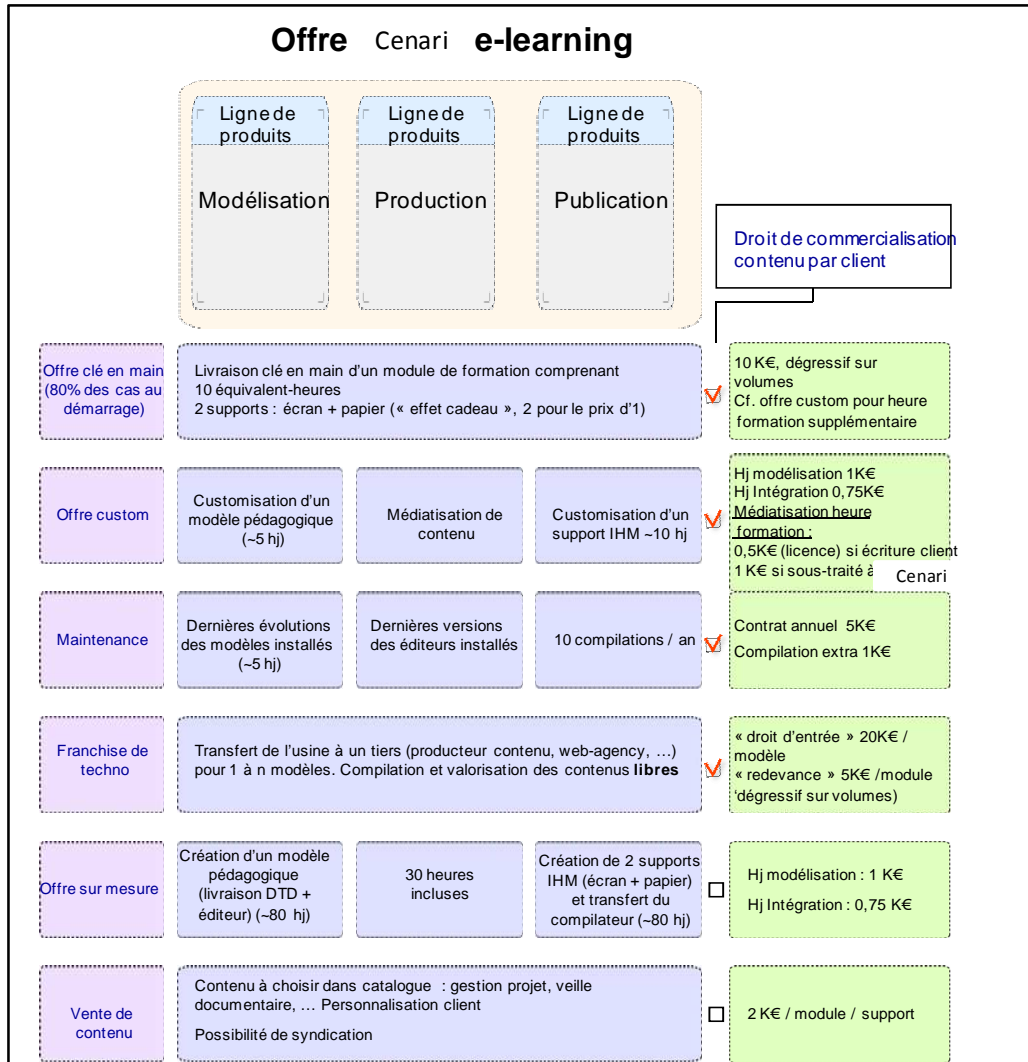 Offre Cenari e-learning
Ligne de
produits
Modélisation
Ligne de
produits
Production
Ligne de
produits
Publication
Droit de commercialisation
contenu par client
Offre clé en main
(80% des cas au
démarrage)
Livraison clé en main d'un module de formation comprenant
10 équivalent-heures
2 supports : écran + papier (« effet cadeau », 2 pour le prix d'1)
10 K€, dégressif sur
volumes
Cf. offre custom pour heure
formation supplémentaire
Offre custom
Customisation d'un
modèle pédagogique
(~5 hj)
Médiatisation de
contenu
Customisation d'un
support IHM ~10 hj
Hj modélisation 1K€
Hj Intégration 0,75K€
Médiatisation heure
formation :
0,5K€ (licence) si écriture client
1 K€ si sous-traité à Cenari
Maintenance
Dernières évolutions
des modèles installés
(~5 hj)
Dernières versions
des éditeurs installés
10 compilations / an
Contrat annuel 5K€
Compilation extra 1K€
Franchise de
techno
Transfert de l'usine à un tiers (producteur contenu, web-agency, …)
pour 1 à n modèles. Compilation et valorisation des contenus libres
« droit d'entrée » 20K€ /
modèle
« redevance » 5K€ /module
'dégressif sur volumes)
Offre sur mesure
Création d'un modèle
pédagogique
(livraison DTD +
éditeur) (~80 hj)
30 heures
incluses
Création de 2 supports
IHM (écran + papier)
et transfert du
compilateur (~80 hj)
Hj modélisation : 1 K€
Hj Intégration : 0,75 K€
Vente de
contenu
Contenu à choisir dans catalogue : gestion projet, veille
documentaire, … Personnalisation client
Possibilité de syndication
2 K€ / module / support